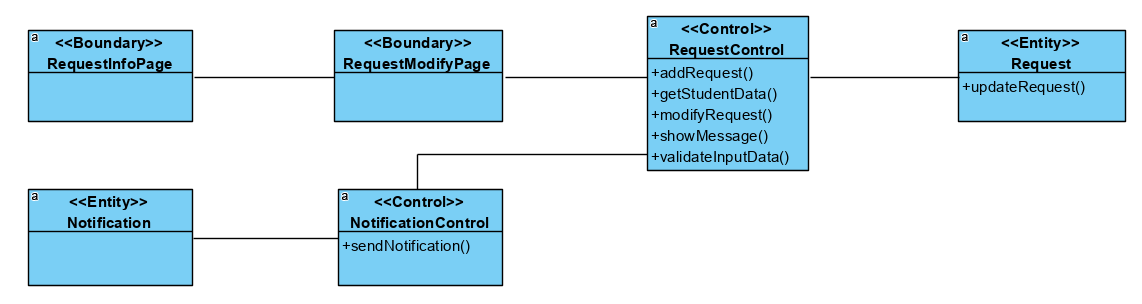 a
<<Boundary>>
RequestInfoPage
a
<<Boundary>>
RequestModifyPage
a
<<Control>>
RequestControl
+addRequest()
+getStudentData()
+modifyRequest()
+showMessage()
+validateInputData()
a
<<Entity>>
Request
+updateRequest()
a
<<Entity>>
Notification
a
<<Control>>
NotificationControl
+sendNotification()